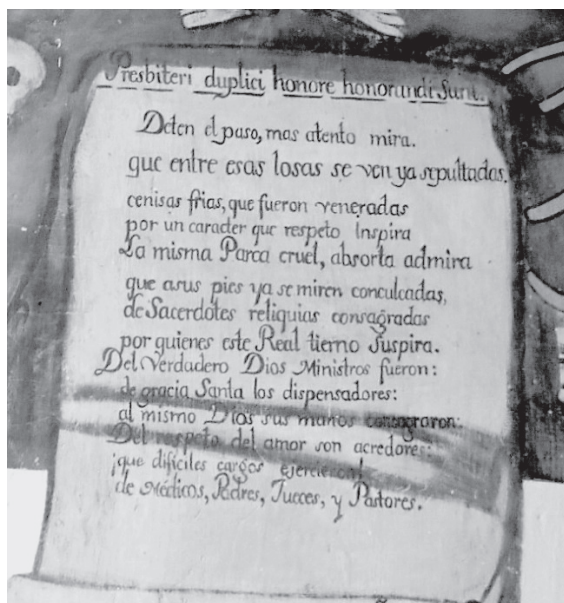 Presbiteri duplici honore honorandi Sunt.
Deten el paso, mas atento mira.
que entre esas losas se ven ya sepultadas.
cenisas frias, que fueron veneradas
por un caracter que respeto Inspira
La misma Parca cruel, absorta admira
que asus pies ya se miren conculcadas,
de Sacerdotes reliquias consagradas
por quienes este Real tierno Suspira.
Del Verdadero Dios Ministros fueron:
de gracia Santa los dispensadores:
al mismo Dios sus manos consagraron:
Del respeto del amor son acredores:
¡que dificiles cargos ejercieron!
de Médicos, Padres, Jueces, y Pastores.